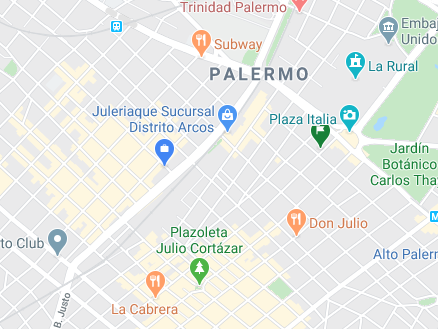 Trinidad Palermo
Embaj
Unido
Subway
La Rural
PALERMO
Juleriaque Sucursal
Distrito Arcos
Plaza Italia
Jardín
Botánico
Carlos Tha
Don Julio
Plazoleta
Julio Cortázar
to Club
Alto Palerm
M
La Cabrera
B. Justo